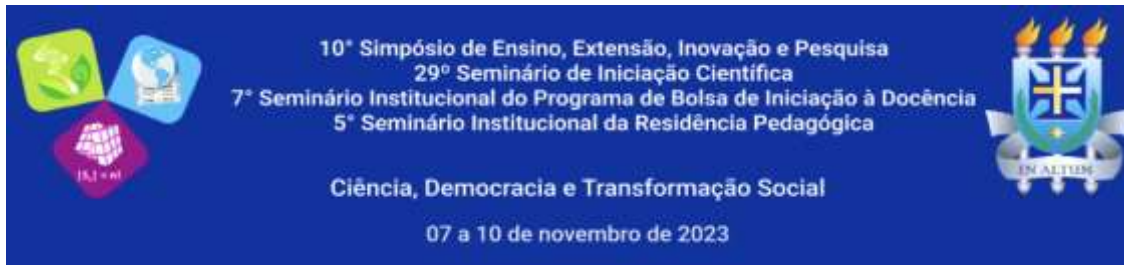 10° Simpósio de Ensino, Extensão, Inovação e Pesquisa
29º Seminário de Iniciação Científica
7° Seminário Institucional do Programa de Bolsa de Iniciação à Docência
5° Seminário Institucional da Residência Pedagógica
Ciência, Democracia e Transformação Social
07 a 10 de novembro de 2023
|Sₙ| = n!
IN ALTUM